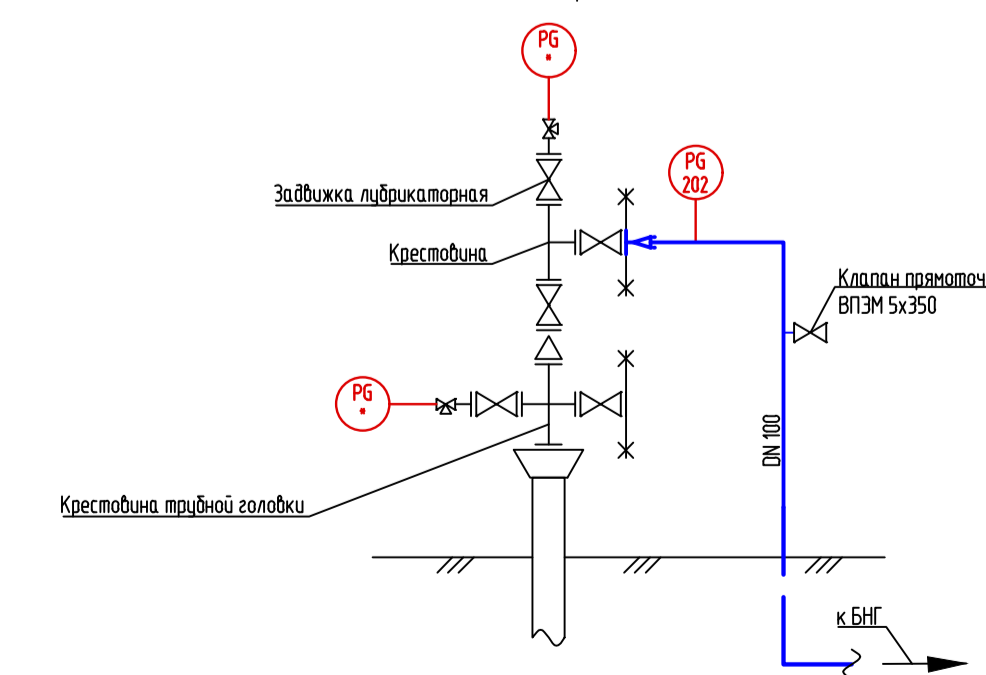 PG
*
Задвижка лубрикаторная
PG
202
Крестовина
Клапан прямоточ
ВПЭМ 5х350
PG
*
DN 100
Крестовина трубной головки
к БНГ